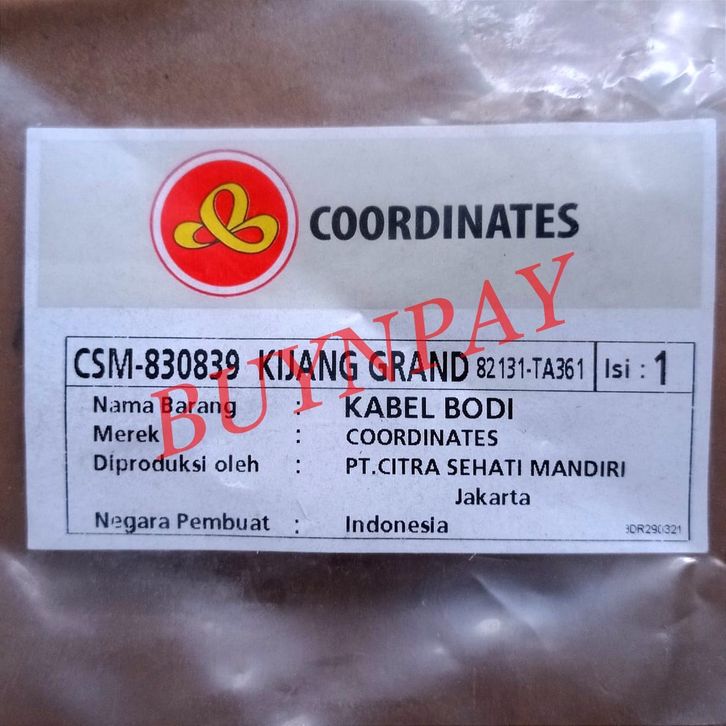 COORDINATES
CSM-830839 KIJANG GRAND 82131-TA361 Isi : 1
Nama Barang : KABEL BODI
Merek : COORDINATES
Diproduksi oleh : PT.CITRA SEHATI MANDIRI
Jakarta
Negara Pembuat : Indonesia
BUYNPAY